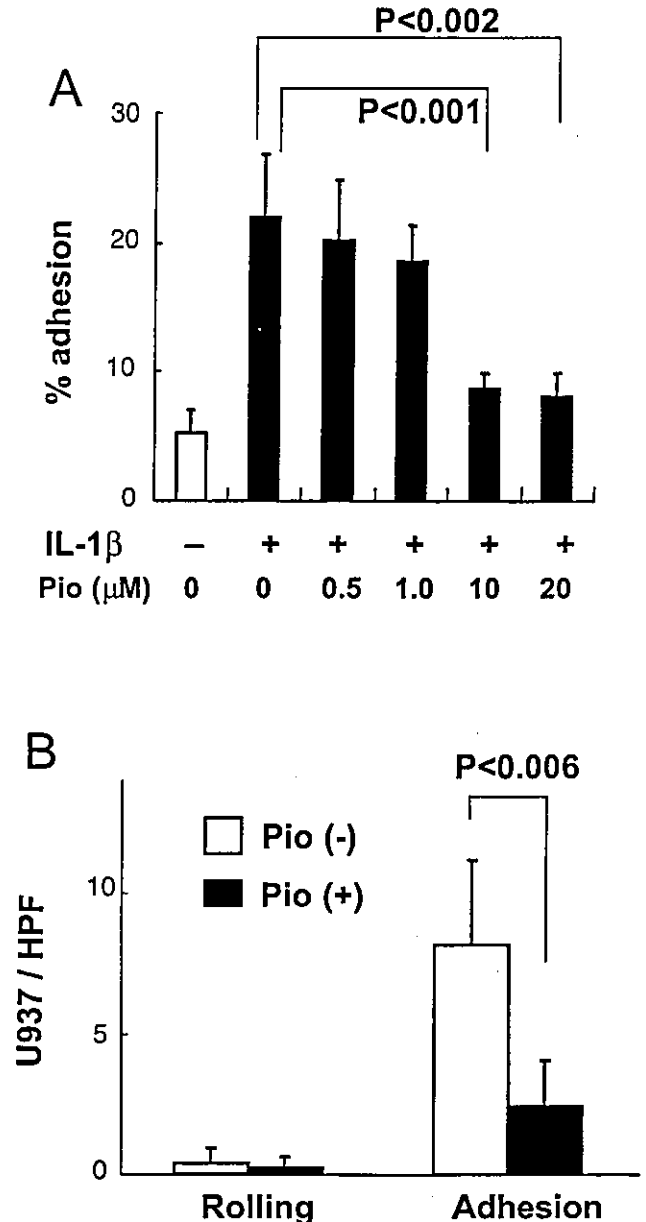 P<0.002
A
P<0.001
30
20
10
0
% adhesion
IL-1β – + + + + +
Pio (μM) 0 0 0.5 1.0 10 20
B
P<0.006
Pio (-)
Pio (+)
10
5
0
U937 / HPF
Rolling Adhesion